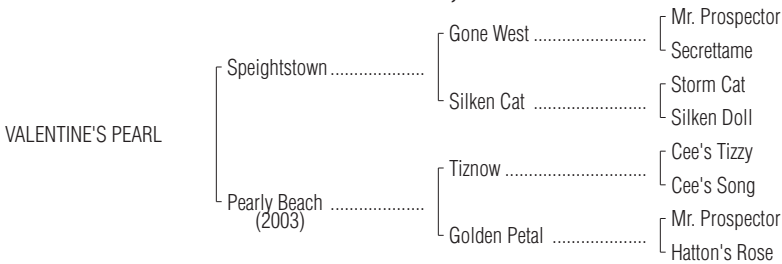 Mr. Prospector
Gone West ......................
Secrettame
Speightstown ....................
Storm Cat
Silken Cat ......................
Silken Doll
VALENTINE'S PEARL
Cee's Tizzy
Tiznow ............................
Cee's Song
Pearly Beach ....................
(2003)
Mr. Prospector
Golden Petal ....................
Hatton's Rose